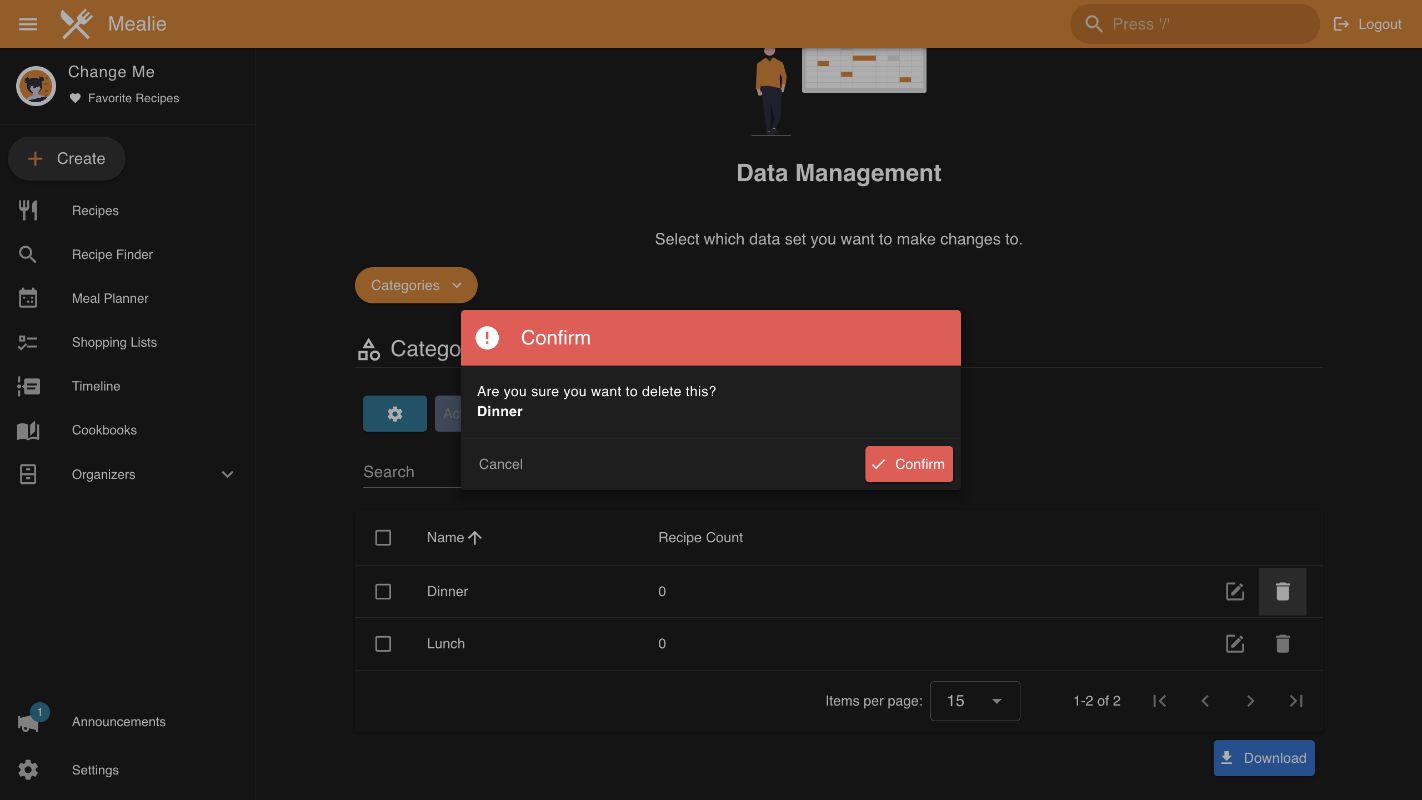 Mealie
Press '/'
Logout
Change Me
Favorite Recipes
Create
Recipes
Recipe Finder
Meal Planner
Shopping Lists
Timeline
Cookbooks
Organizers
1
Announcements
Settings
Data Management
Select which data set you want to make changes to.
Categories
Catego
Confirm
Are you sure you want to delete this?
Dinner
Cancel
Confirm
Ac
Search
Name Recipe Count
Dinner 0
Lunch 0
Items per page: 15 1-2 of 2
Download